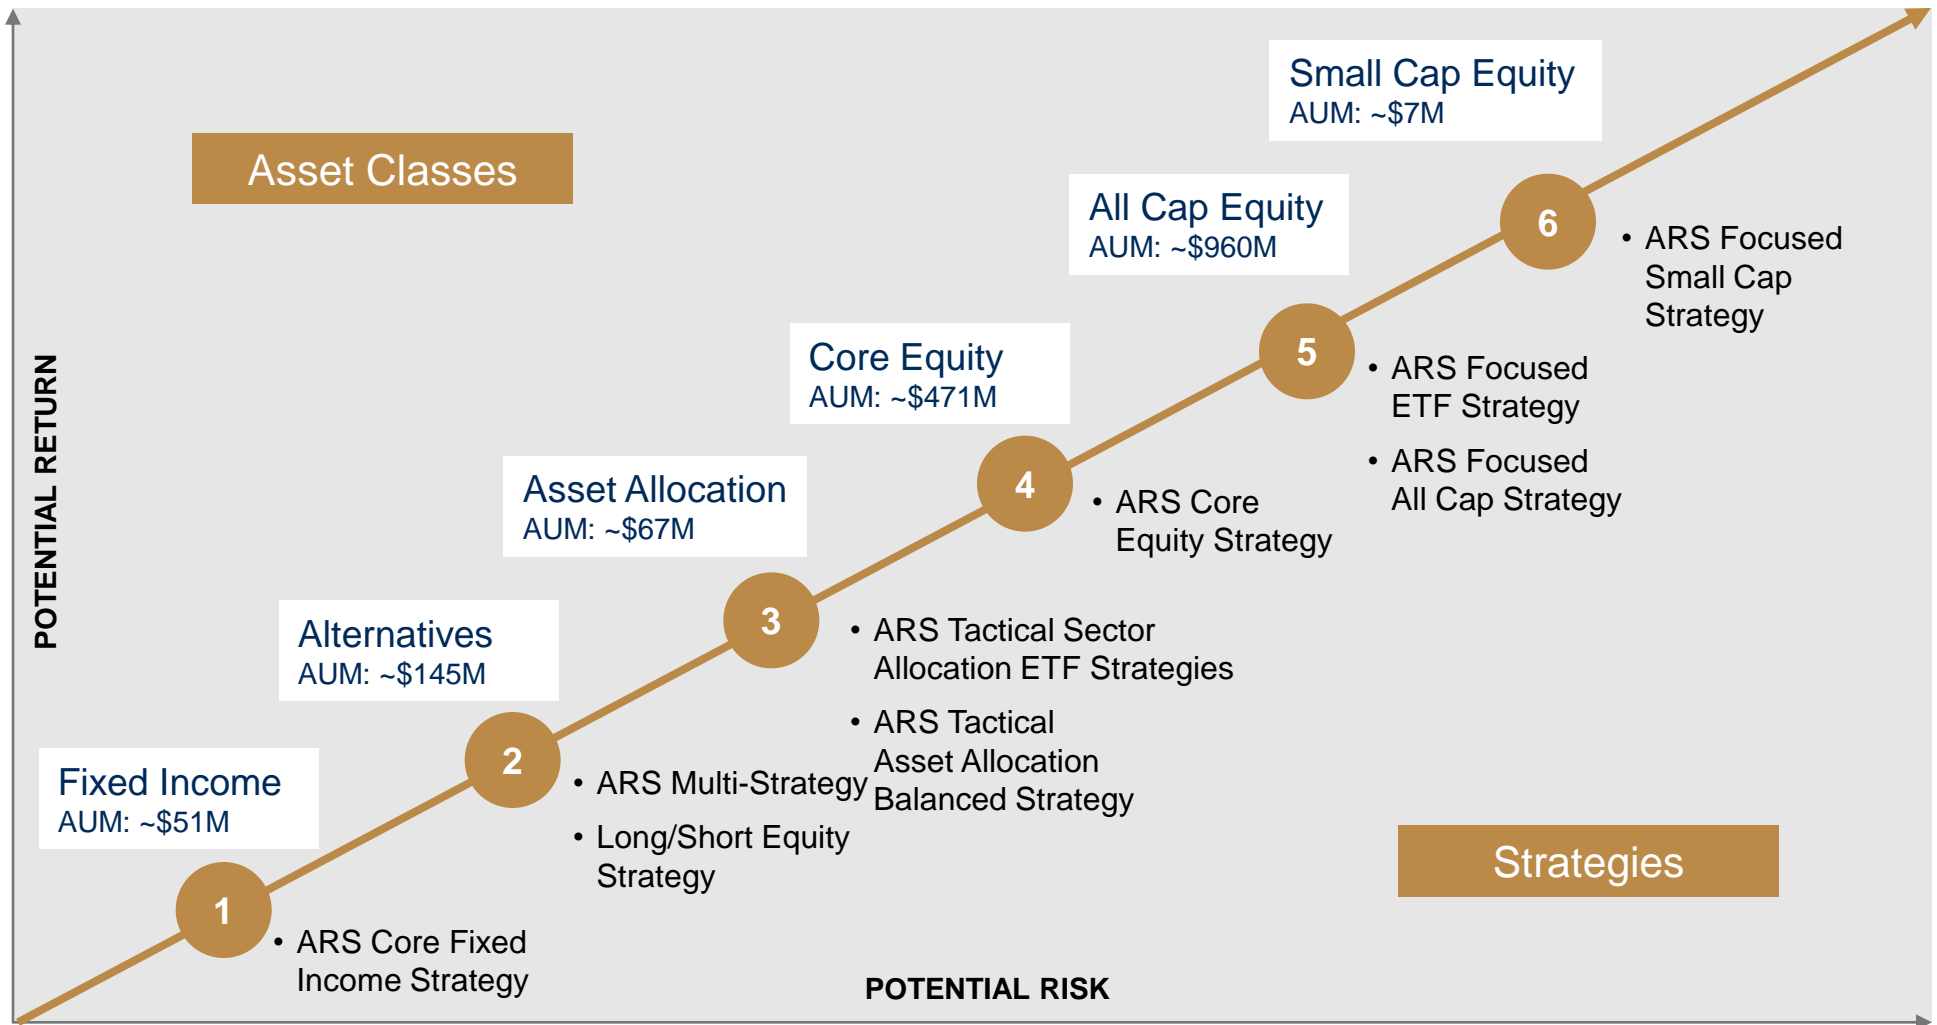 Small Cap Equity
AUM: ~$7M
Asset Classes
All Cap Equity
AUM: ~$960M
6
• ARS Focused
Small Cap
Strategy
Core Equity
AUM: ~$471M
5
• ARS Focused
ETF Strategy
• ARS Focused
All Cap Strategy
POTENTIAL RETURN
Asset Allocation
AUM: ~$67M
4
• ARS Core
Equity Strategy
Alternatives
AUM: ~$145M
3
• ARS Tactical Sector
Allocation ETF Strategies
• ARS Tactical
Asset Allocation
Balanced Strategy
Fixed Income
AUM: ~$51M
2
• ARS Multi-Strategy
• Long/Short Equity
Strategy
Strategies
1
• ARS Core Fixed
Income Strategy
POTENTIAL RISK